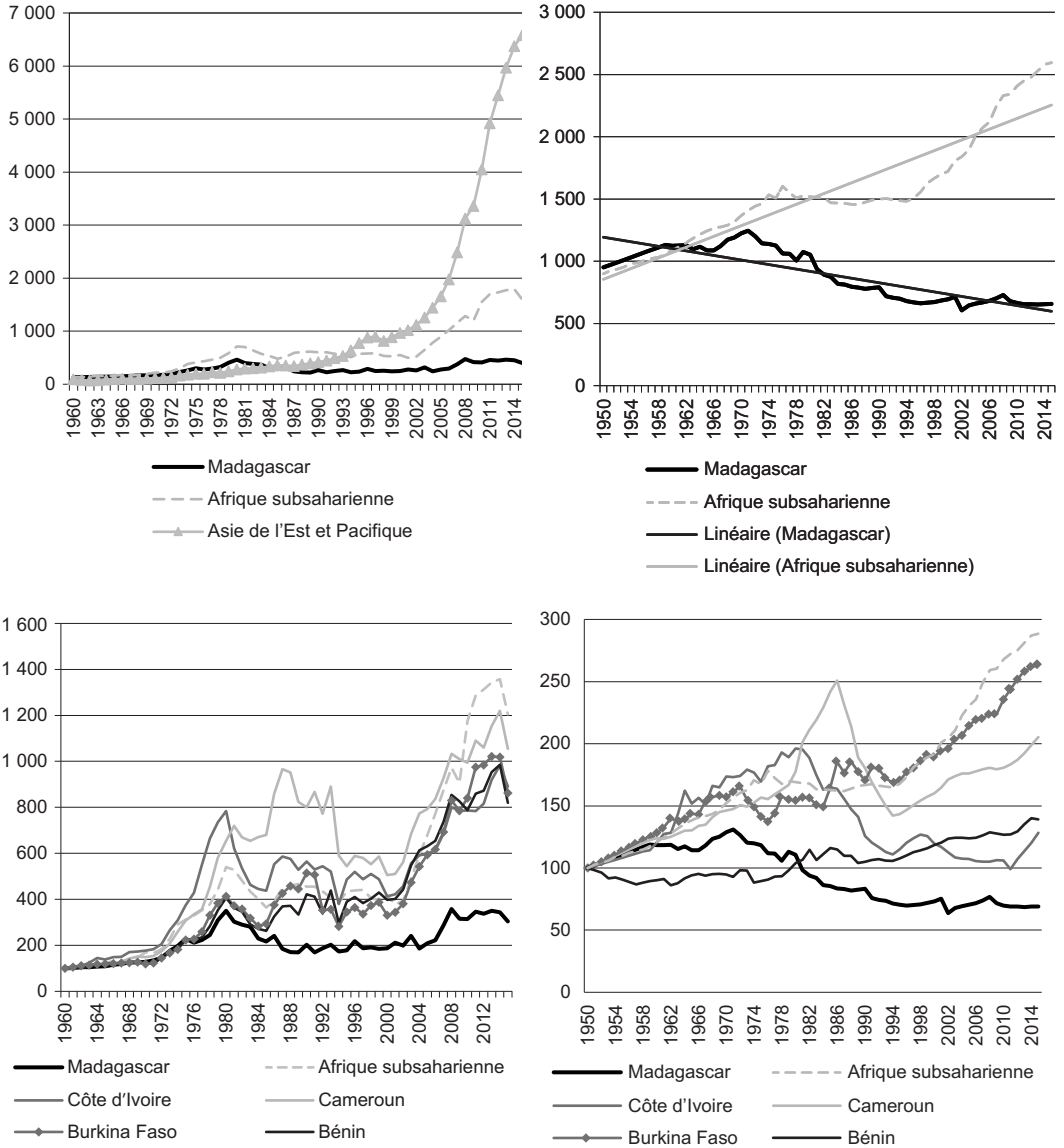 7 000
6 000
5 000
4 000
3 000
2 000
1 000
0
1960 1963 1966 1969 1972 1975 1978 1981 1984 1987 1990 1993 1996 1999 2002 2005 2008 2011 2014
Madagascar
Afrique subsaharienne
Asie de l'Est et Pacifique
3 000
2 500
2 000
1 500
1 000
500
0
1950 1954 1958 1962 1966 1970 1974 1978 1982 1986 1990 1994 1998 2002 2006 2010 2014
Madagascar
Afrique subsaharienne
Linéaire (Madagascar)
Linéaire (Afrique subsaharienne)
1 600
1 400
1 200
1 000
800
600
400
200
0
1960 1964 1968 1972 1976 1980 1984 1988 1992 1996 2000 2004 2008 2012
Madagascar
Afrique subsaharienne
Côte d'Ivoire
Cameroun
Burkina Faso
Bénin
300
250
200
150
100
50
0
1950 1954 1958 1962 1966 1970 1974 1978 1982 1986 1990 1994 1998 2002 2006 2010 2014
Madagascar
Afrique subsaharienne
Côte d'Ivoire
Cameroun
Burkina Faso
Bénin